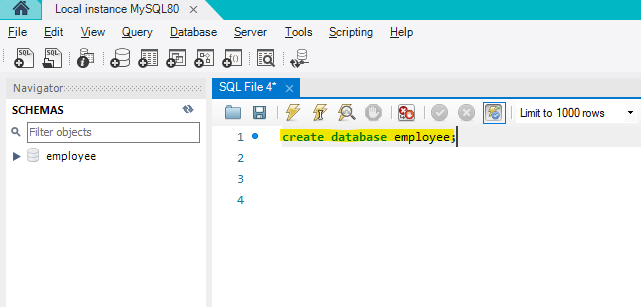 Local instance MySQL80
File Edit View Query Database Server Tools Scripting Help
SQL SQL
Navigator
SCHEMAS
Filter objects
employee
SQL File 4*
Limit to 1000 rows
1 create database employee;
2
3
4